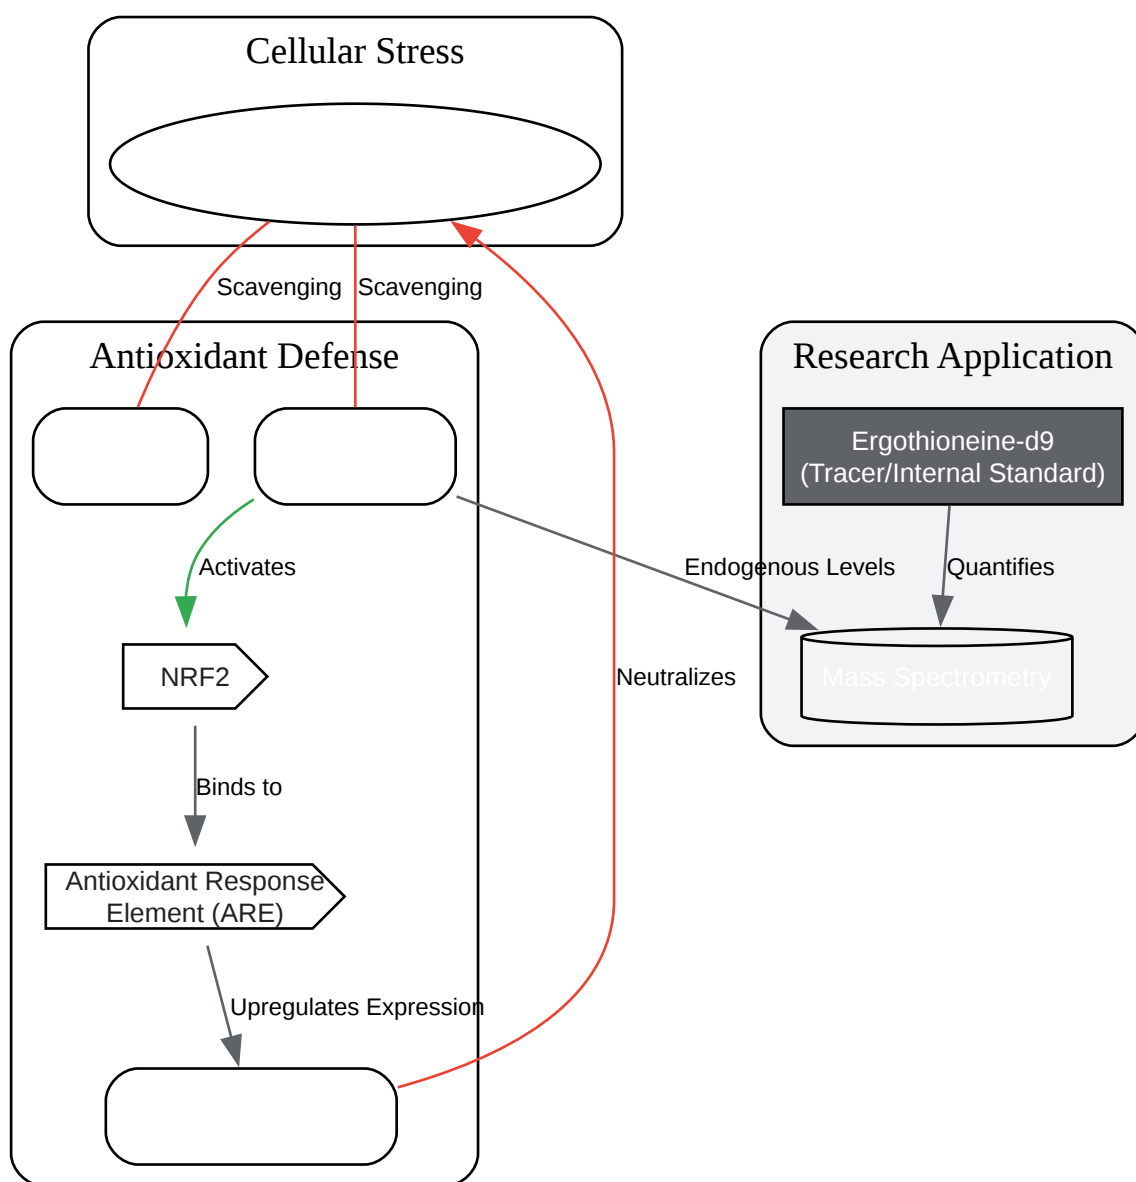 Cellular Stress
Scavenging
Scavenging
Antioxidant Defense
Research Application
Ergothioneine-d9
(Tracer/Internal Standard)
Activates
Endogenous Levels
Quantifies
NRF2
Neutralizes
Mass Spectrometry
Binds to
Antioxidant Response
Element (ARE)
Upregulates Expression